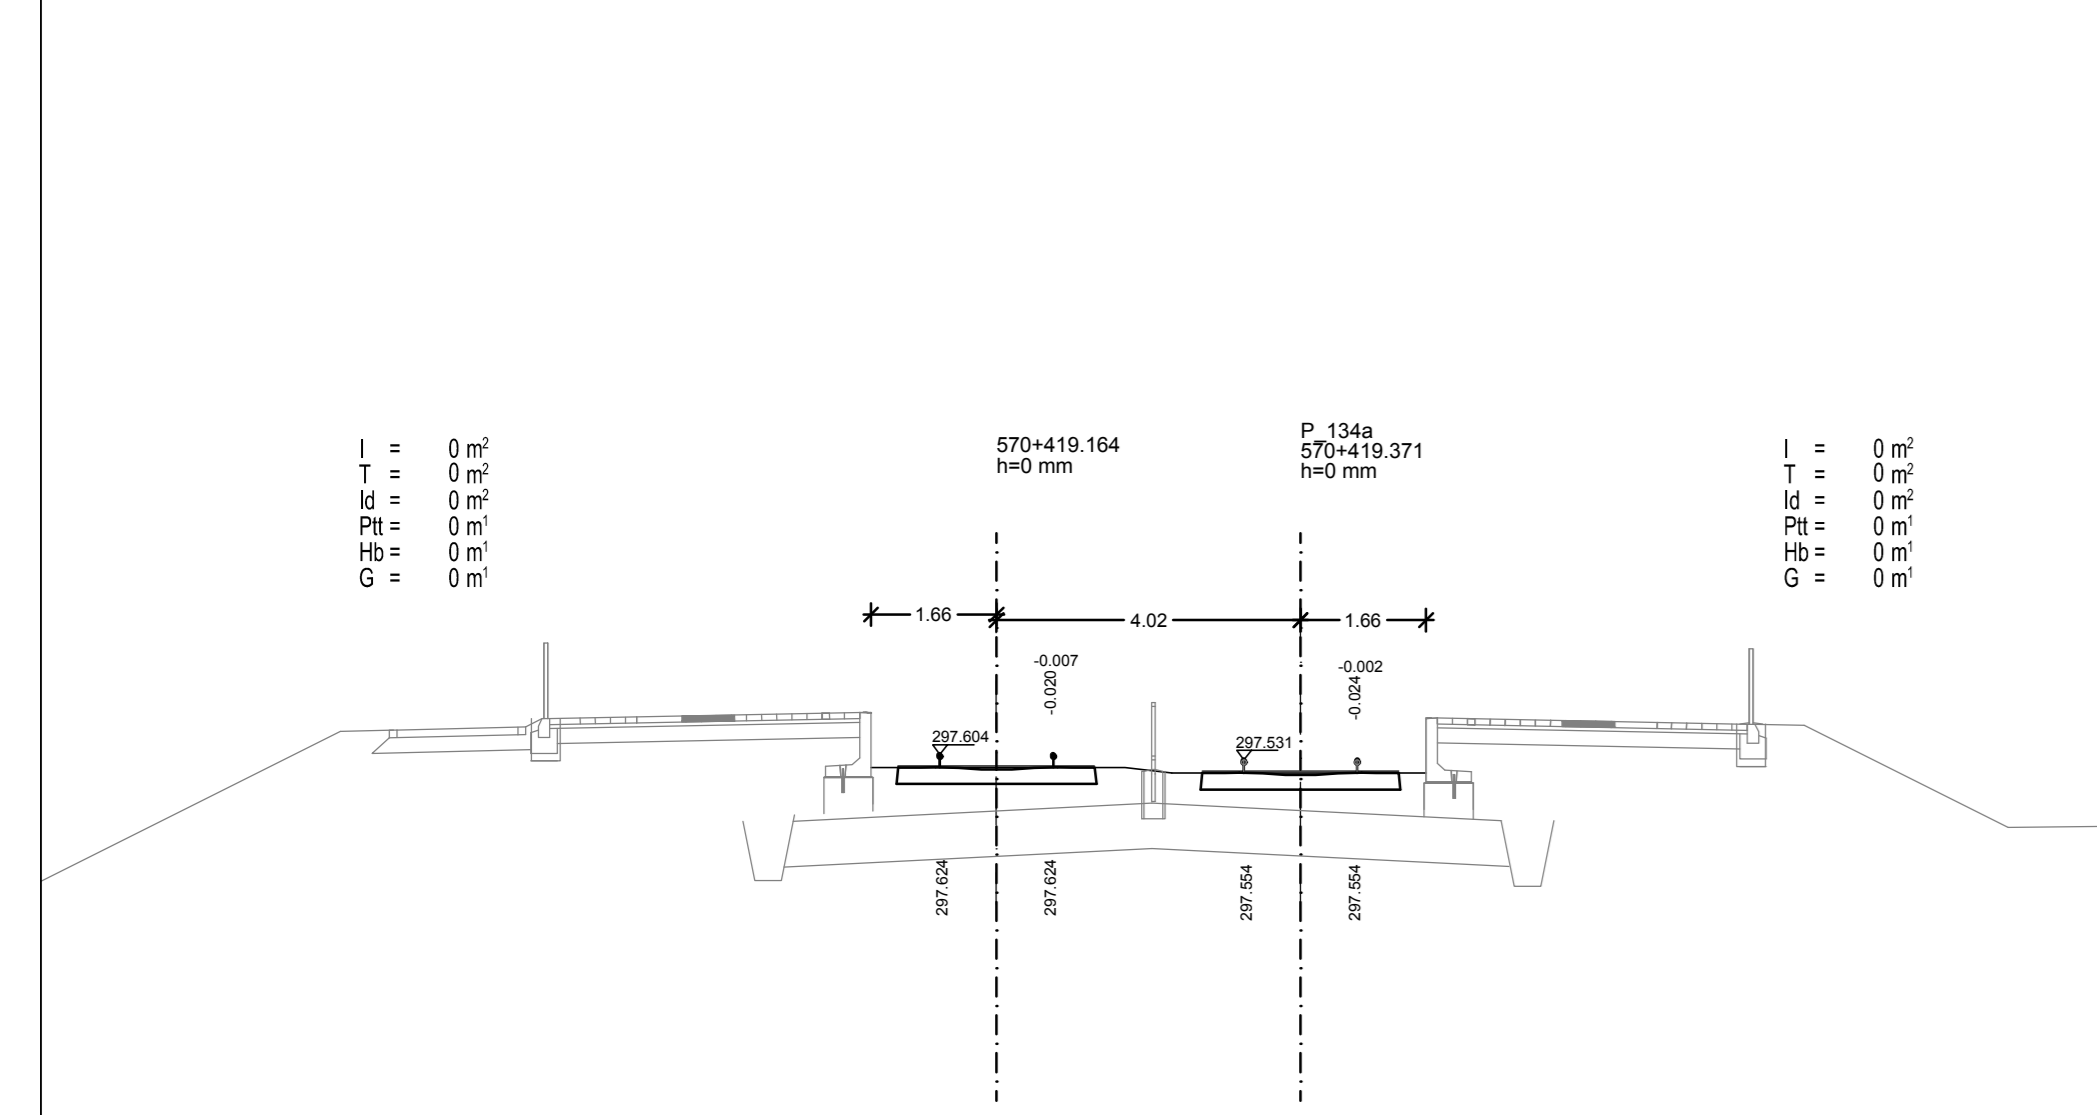 I = 0 m²
T = 0 m²
Id = 0 m²
Ptt = 0 m¹
Hb = 0 m¹
G = 0 m¹
570+419.164
h=0 mm
P_134a
570+419.371
h=0 mm
I = 0 m²
T = 0 m²
Id = 0 m²
Ptt = 0 m¹
Hb = 0 m¹
G = 0 m¹
1.66
4.02
1.66
-0.007
-0.020
-0.002
-0.024
297.604
297.531
297.624
297.624
297.554
297.554